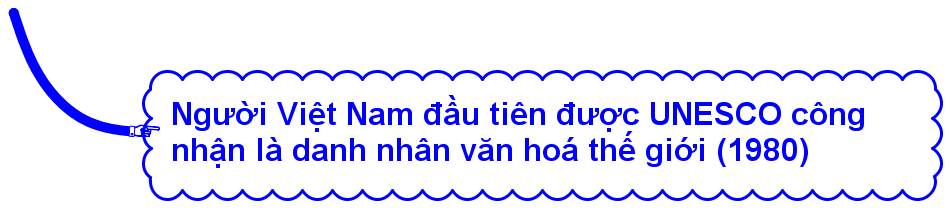 Người Việt Nam đầu tiên được UNESCO công
nhận là danh nhân văn hoá thế giới (1980)